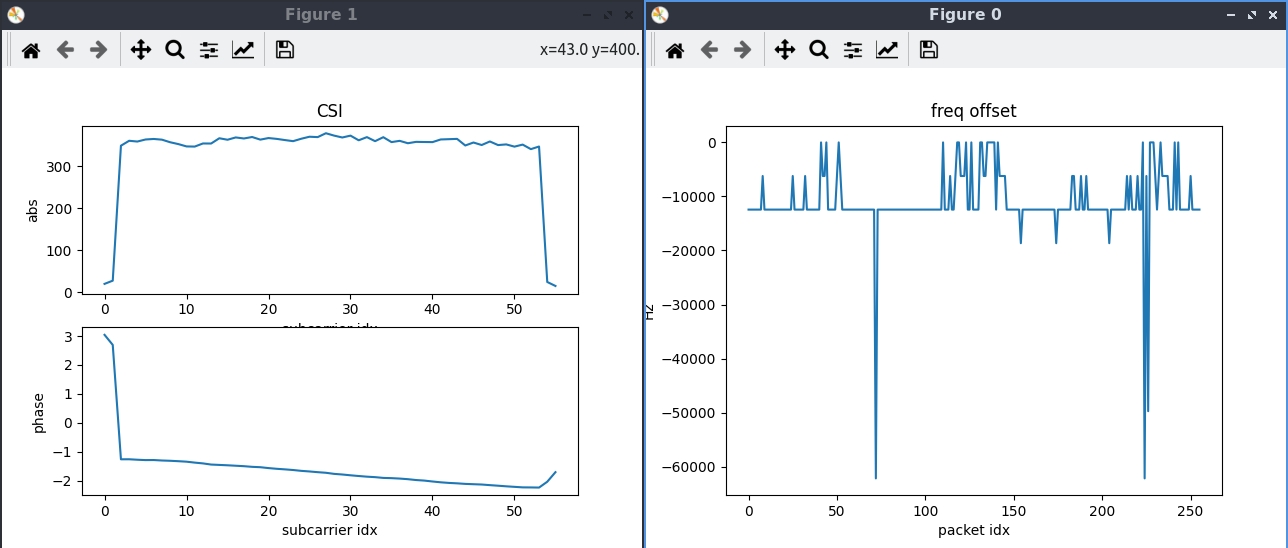 Figure 1
x=43.0 y=400.
CSI
abs
300
200
100
0
0 10 20 30 40 50
subcarrier idx
phase
3
2
1
0
−1
−2
0 10 20 30 40 50
subcarrier idx
Figure 0
freq offset
Hz
0
−10000
−20000
−30000
−40000
−50000
−60000
0 50 100 150 200 250
packet idx